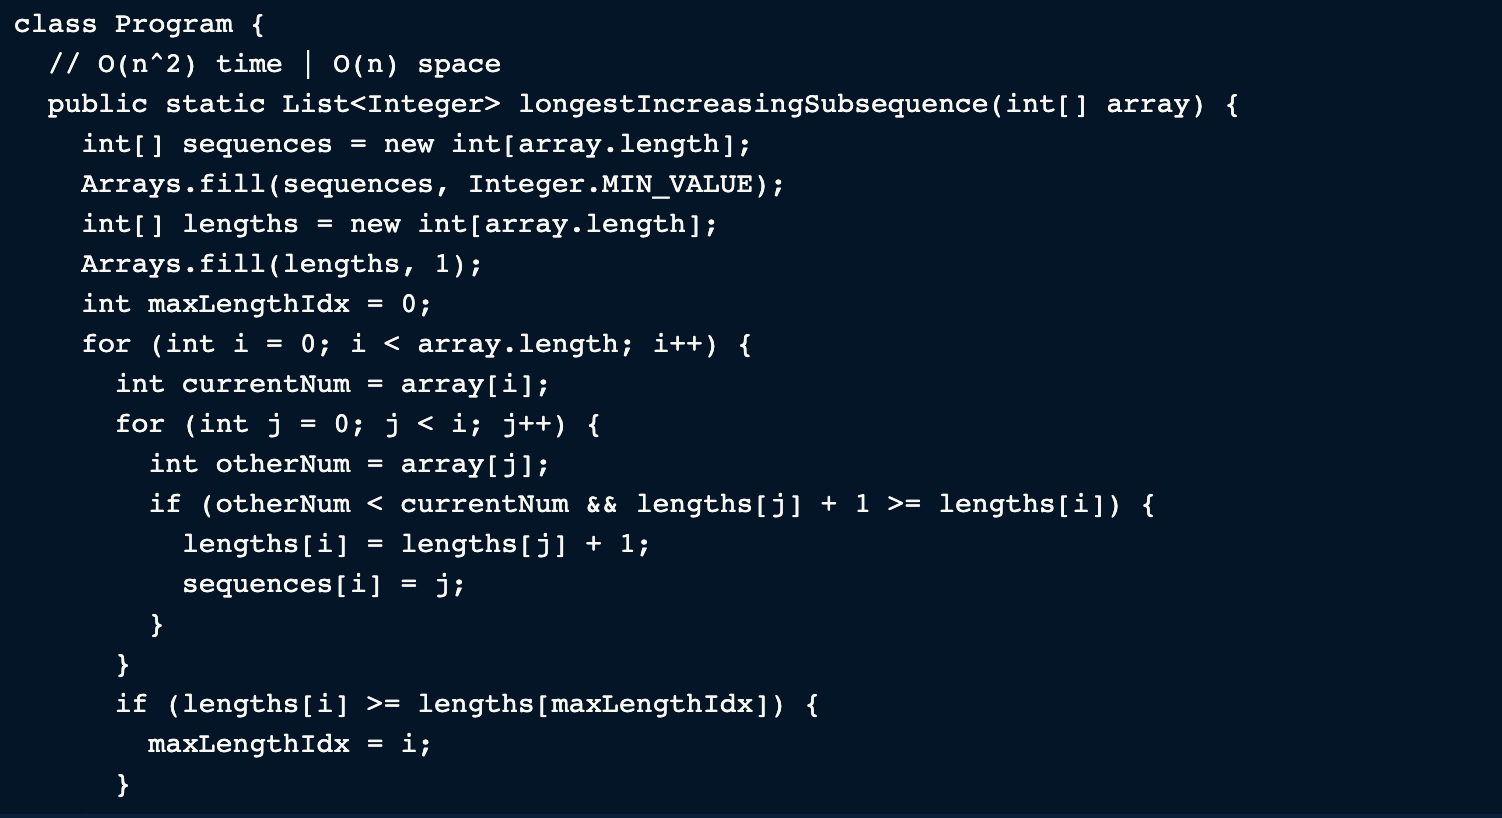 class Program {
  // O(n^2) time | O(n) space
  public static List<Integer> longestIncreasingSubsequence(int[] array) {
    int[] sequences = new int[array.length];
    Arrays.fill(sequences, Integer.MIN_VALUE);
    int[] lengths = new int[array.length];
    Arrays.fill(lengths, 1);
    int maxLengthIdx = 0;
    for (int i = 0; i < array.length; i++) {
      int currentNum = array[i];
      for (int j = 0; j < i; j++) {
        int otherNum = array[j];
        if (otherNum < currentNum && lengths[j] + 1 >= lengths[i]) {
          lengths[i] = lengths[j] + 1;
          sequences[i] = j;
        }
      }
      if (lengths[i] >= lengths[maxLengthIdx]) {
        maxLengthIdx = i;
      }